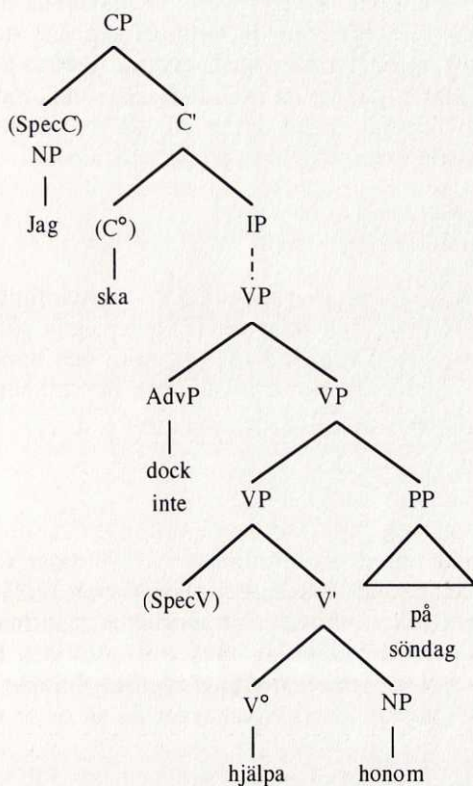 CP
(SpecC) C'
NP
Jag (C°) IP
ska VP
AdvP VP
dock
inte VP PP
(SpecV) V' på
söndag
V° NP
hjälpa honom